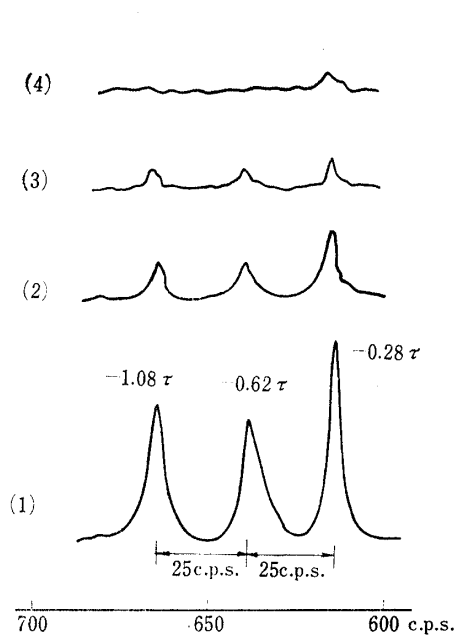 (4)
(3)
(2)
−1.08 τ
−0.62 τ
−0.28 τ
(1)
25c.p.s.
25c.p.s.
700
650
600 c.p.s.